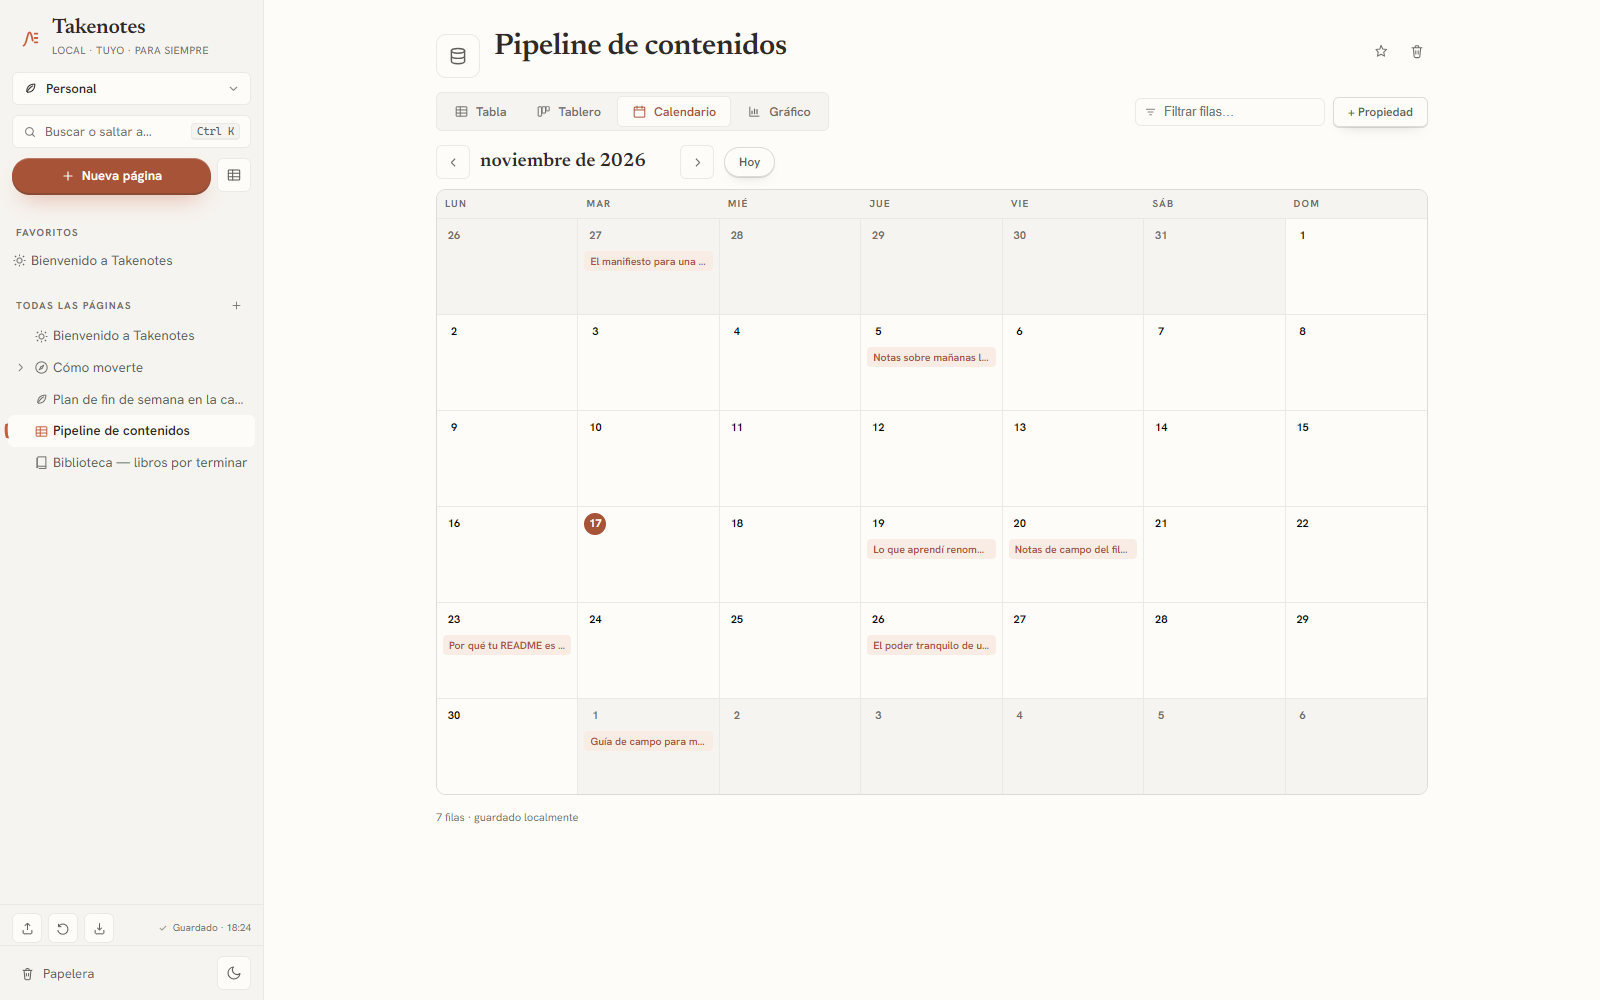 Takenotes
LOCAL · TUYO · PARA SIEMPRE
Personal
Buscar o saltar a...
Ctrl K
Nueva página
FAVORITOS
Bienvenido a Takenotes
TODAS LAS PÁGINAS
Bienvenido a Takenotes
Cómo moverte
Plan de fin de semana en la ca...
Pipeline de contenidos
Biblioteca — libros por terminar
Guardado · 18:24
Papelera
Pipeline de contenidos
Tabla
Tablero
Calendario
Gráfico
Filtrar filas...
+ Propiedad
noviembre de 2026
Hoy
LUN MAR MIÉ JUE VIE SÁB DOM
26 27 28 29 30 31 1
El manifiesto para una ...
2 3 4 5 6 7 8
Notas sobre mañanas l...
9 10 11 12 13 14 15
16 17 18 19 20 21 22
Lo que aprendí renom...
Notas de campo del fil...
23 24 25 26 27 28 29
Por qué tu README es ...
El poder tranquilo de u...
30 1 2 3 4 5 6
Guía de campo para m...
7 filas · guardado localmente